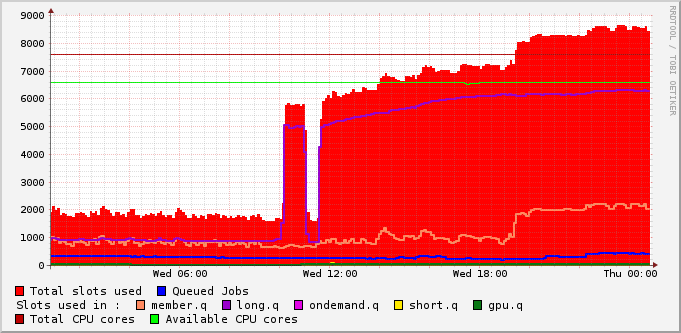 9000
8000
7000
6000
5000
4000
3000
2000
1000
0
Wed 06:00 Wed 12:00 Wed 18:00 Thu 00:00
RRDTOOL / TOBI OETIKER
Total slots used Queued Jobs
Slots used in : member.q long.q ondemand.q short.q gpu.q
Total CPU cores Available CPU cores